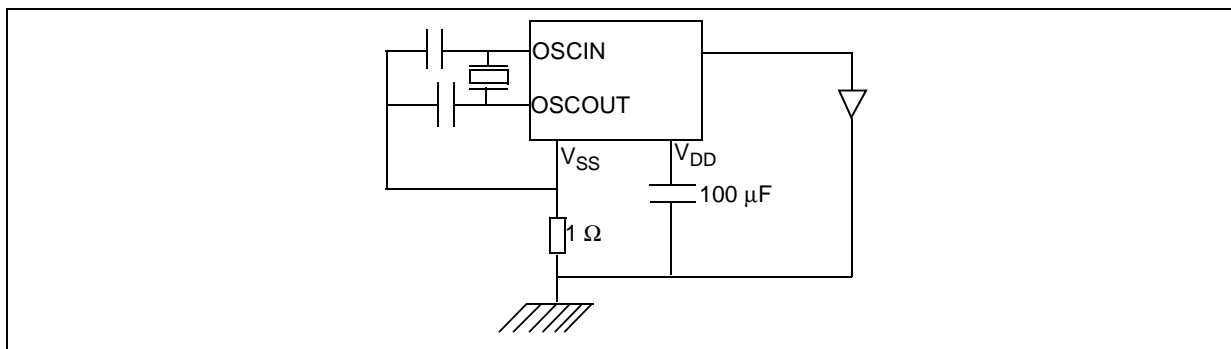 OSCIN
OSCOUT
VSS
VDD
100 μF
1 Ω